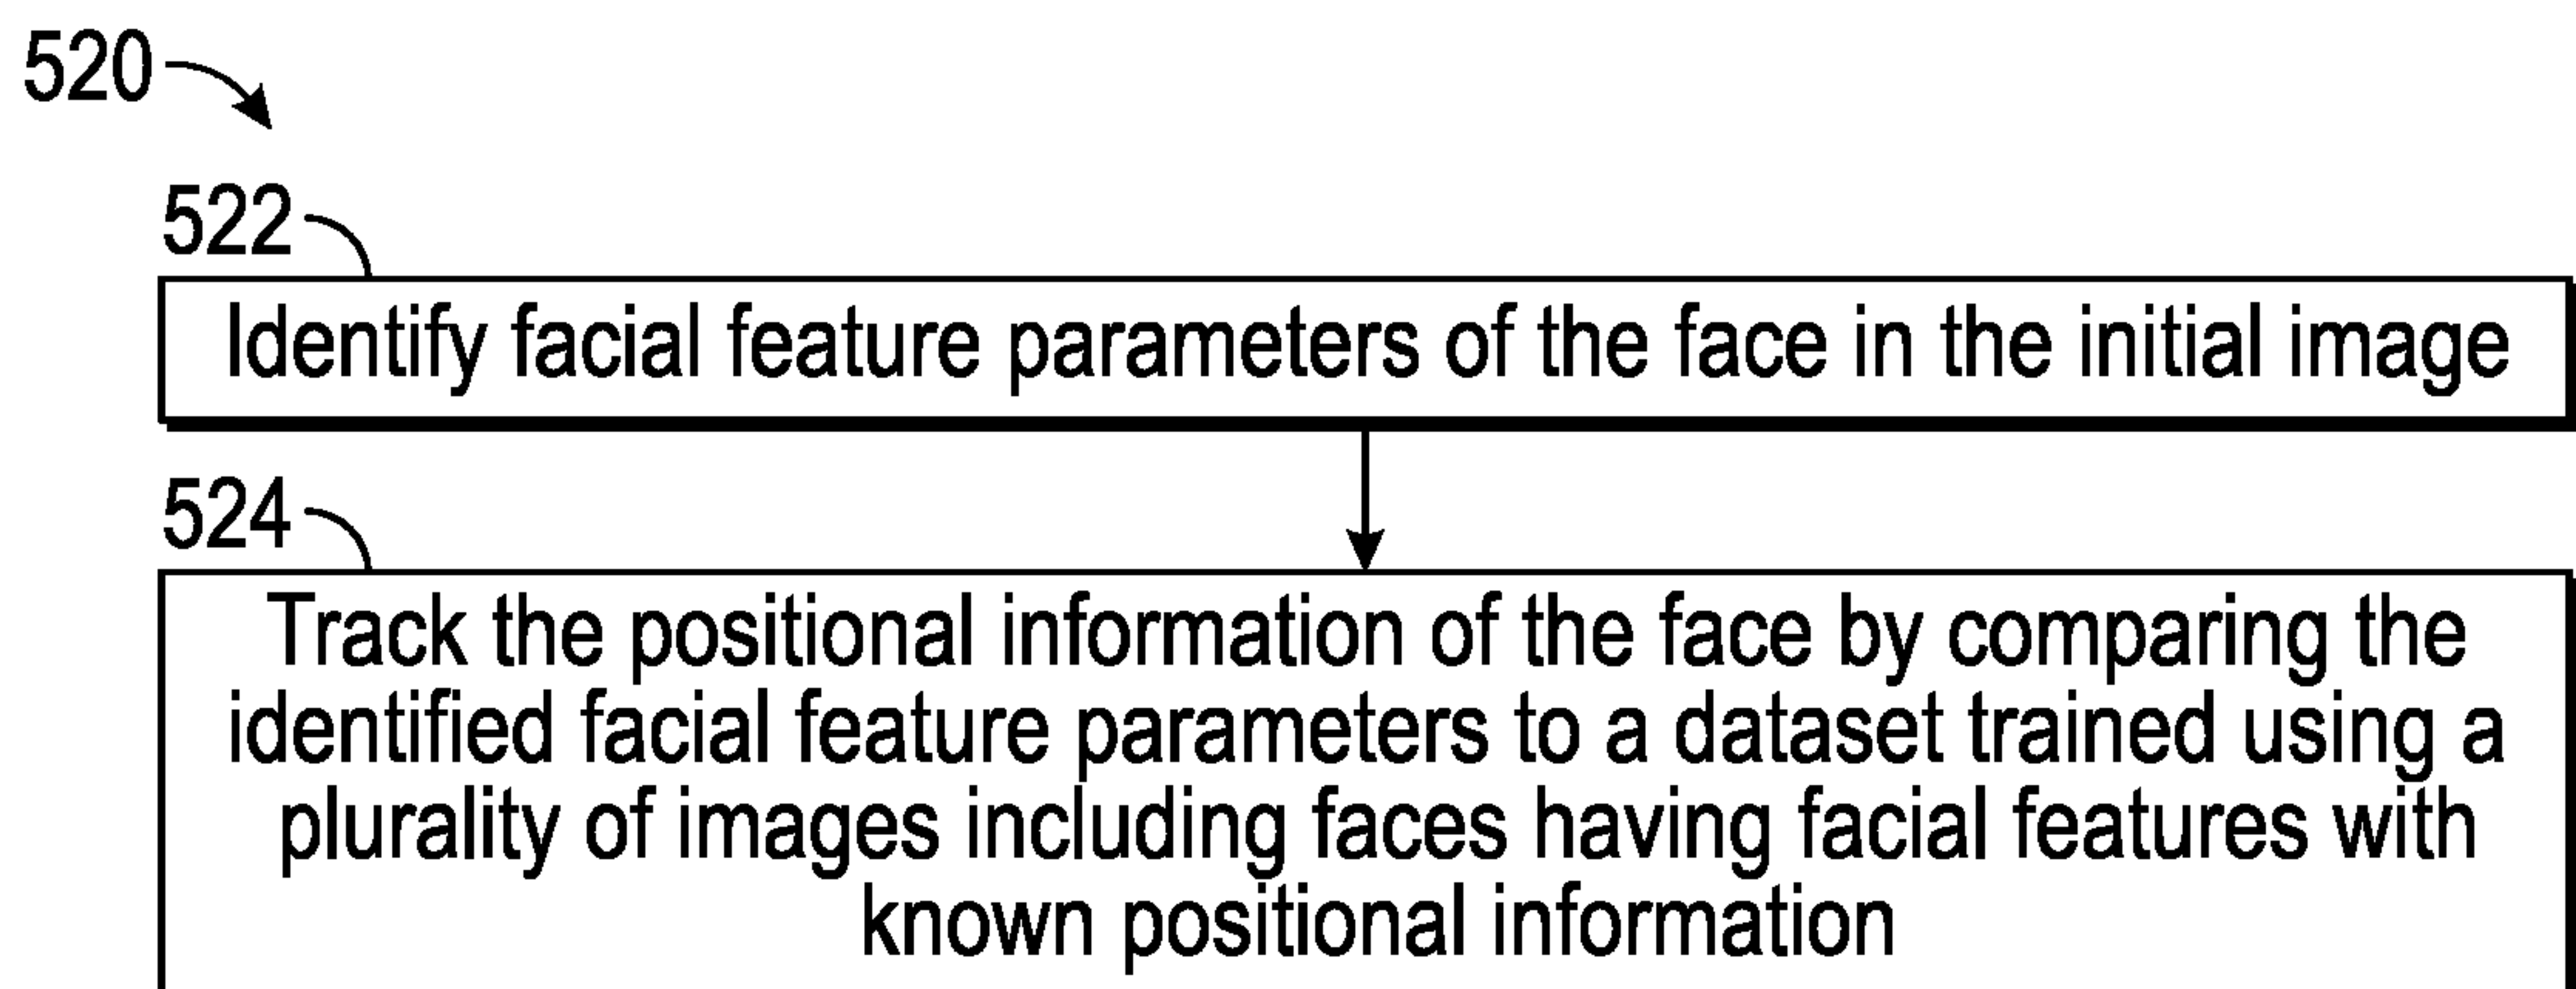 520
522
Identify facial feature parameters of the face in the initial image
524
Track the positional information of the face by comparing the
identified facial feature parameters to a dataset trained using a
plurality of images including faces having facial features with
known positional information